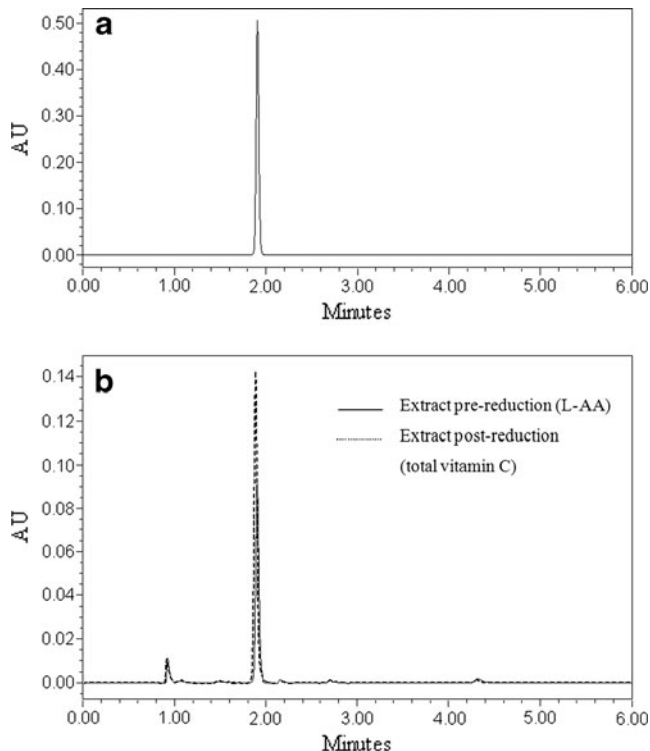 a
0.50
0.40
0.30
0.20
0.10
0.00
AU
0.00 1.00 2.00 3.00 4.00 5.00 6.00
Minutes
b
0.14
0.12
0.10
0.08
0.06
0.04
0.02
0.00
AU
Extract pre-reduction (L-AA)
Extract post-reduction
(total vitamin C)
0.00 1.00 2.00 3.00 4.00 5.00 6.00
Minutes